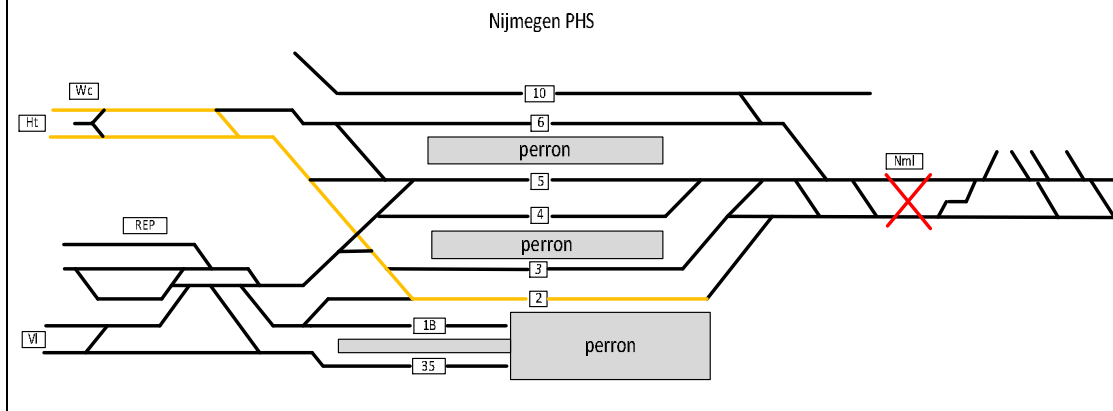 Nijmegen PHS
Wc
10
Ht
6
perron
Nml
5
4
REP
perron
3
2
1B
Vl
perron
35